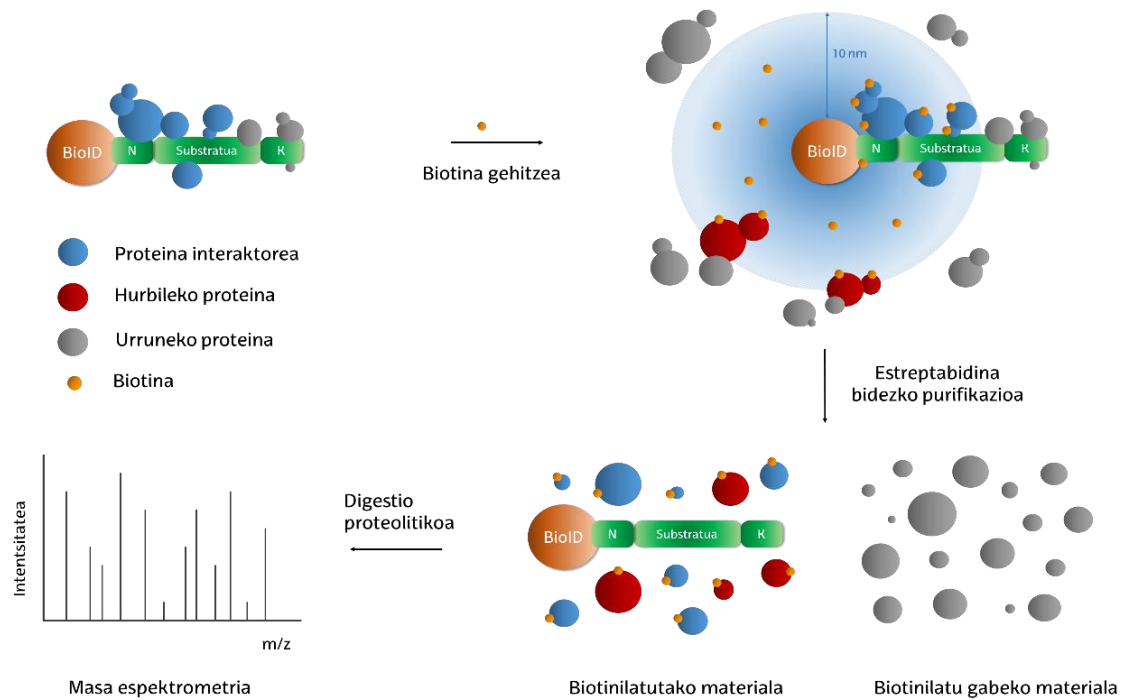 BioID
N
Substratua
K
Biotina gehitzea
10 nm
BioID
N
Substratua
K
Proteina interaktorea
Hurbileko proteina
Urruneko proteina
Biotina
Estreptabidina
bidezko purifikazioa
Intentsitatea
m/z
Digestio
proteolitikoa
BioID
N
Substratua
K
Masa espektrometria
Biotinilatutako materiala
Biotinilatu gabeko materiala